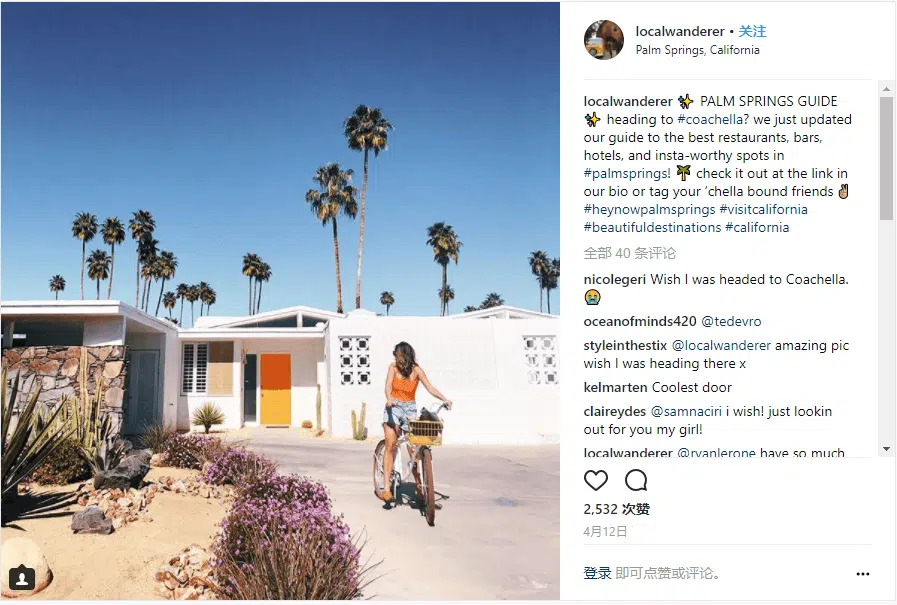 localwanderer • 关注
Palm Springs, California
localwanderer ✨ PALM SPRINGS GUIDE
✨ heading to #coachella? we just updated
our guide to the best restaurants, bars,
hotels, and insta-worthy spots in
#palmsprings! 🌴 check it out at the link in
our bio or tag your ‘chella bound friends ✌🏽
#heynowpalmsprings #visitcalifornia
#beautifuldestinations #california
全部 40 条评论
nicolegeri Wish I was headed to Coachella.
😭
oceanofminds420 @tedevro
styleinthestix @localwanderer amazing pic
wish I was heading there x
kelmarten Coolest door
claireydes @samnaciri i wish! just lookin
out for you my girl!
localwanderer @ryanlerone have so much
2,532 次赞
4月12日
登录 即可点赞或评论。